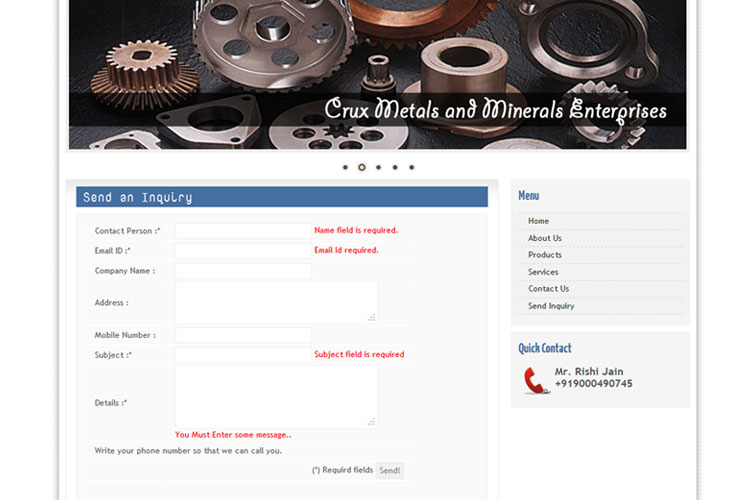 Crux Metals and Minerals Enterprises
Send an Inquiry
Contact Person :* Name field is required.
Email ID :* Email Id required.
Company Name :
Address :
Mobile Number :
Subject :* Subject field is required
Details :*
You Must Enter some message..
Write your phone number so that we can call you.
(*) Requird fields Send!
Menu
Home
About Us
Products
Services
Contact Us
Send Inquiry
Quick Contact
Mr. Rishi Jain
+919000490745